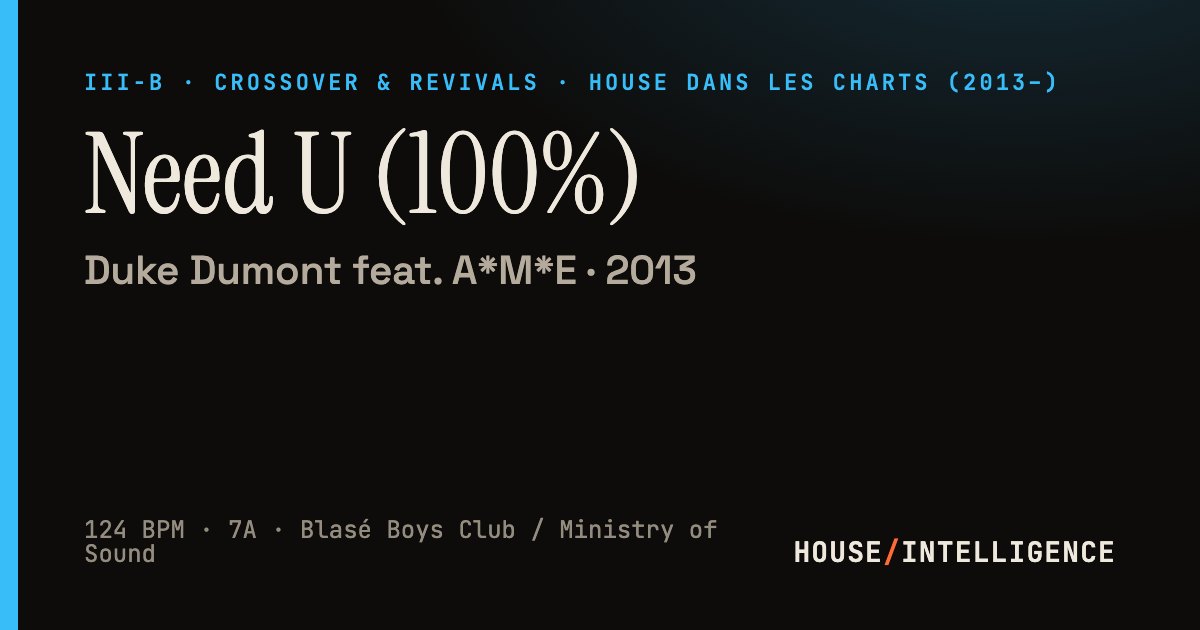 III-B · CROSSOVER & REVIVALS · HOUSE DANS LES CHARTS (2013–)
Need U (100%)
Duke Dumont feat. A*M*E · 2013
124 BPM · 7A · Blasé Boys Club / Ministry of
Sound
HOUSE/INTELLIGENCE